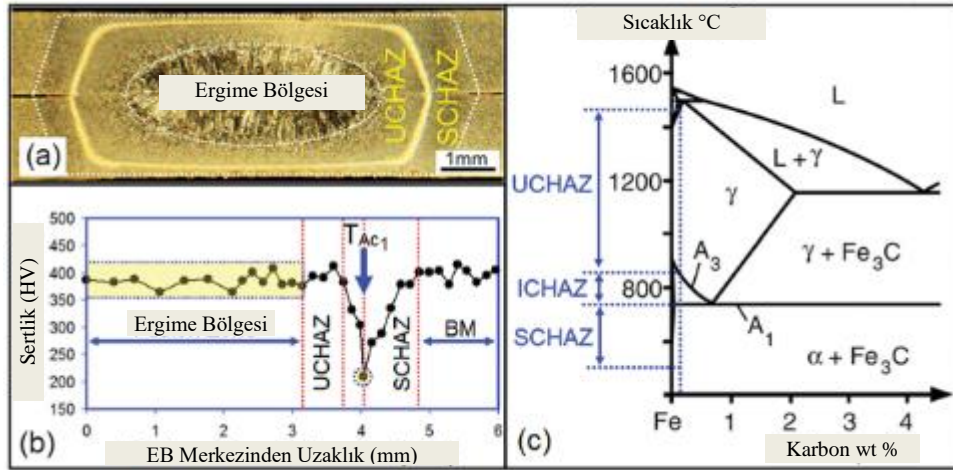 Ergime Bölgesi
UCHAZ
SCHAZ
(a)
1mm
Sertlik (HV)
500
450
400
350
300
250
200
150
T_Ac1
Ergime Bölgesi
UCHAZ
SCHAZ
BM
0 1 2 3 4 5 6
(b)
EB Merkezinden Uzaklık (mm)
Sıcaklık °C
1600
1200
800
L
L + γ
γ
γ + Fe₃C
A₃
A₁
α + Fe₃C
UCHAZ
ICHAZ
SCHAZ
Fe 1 2 3 4
(c)
Karbon wt %